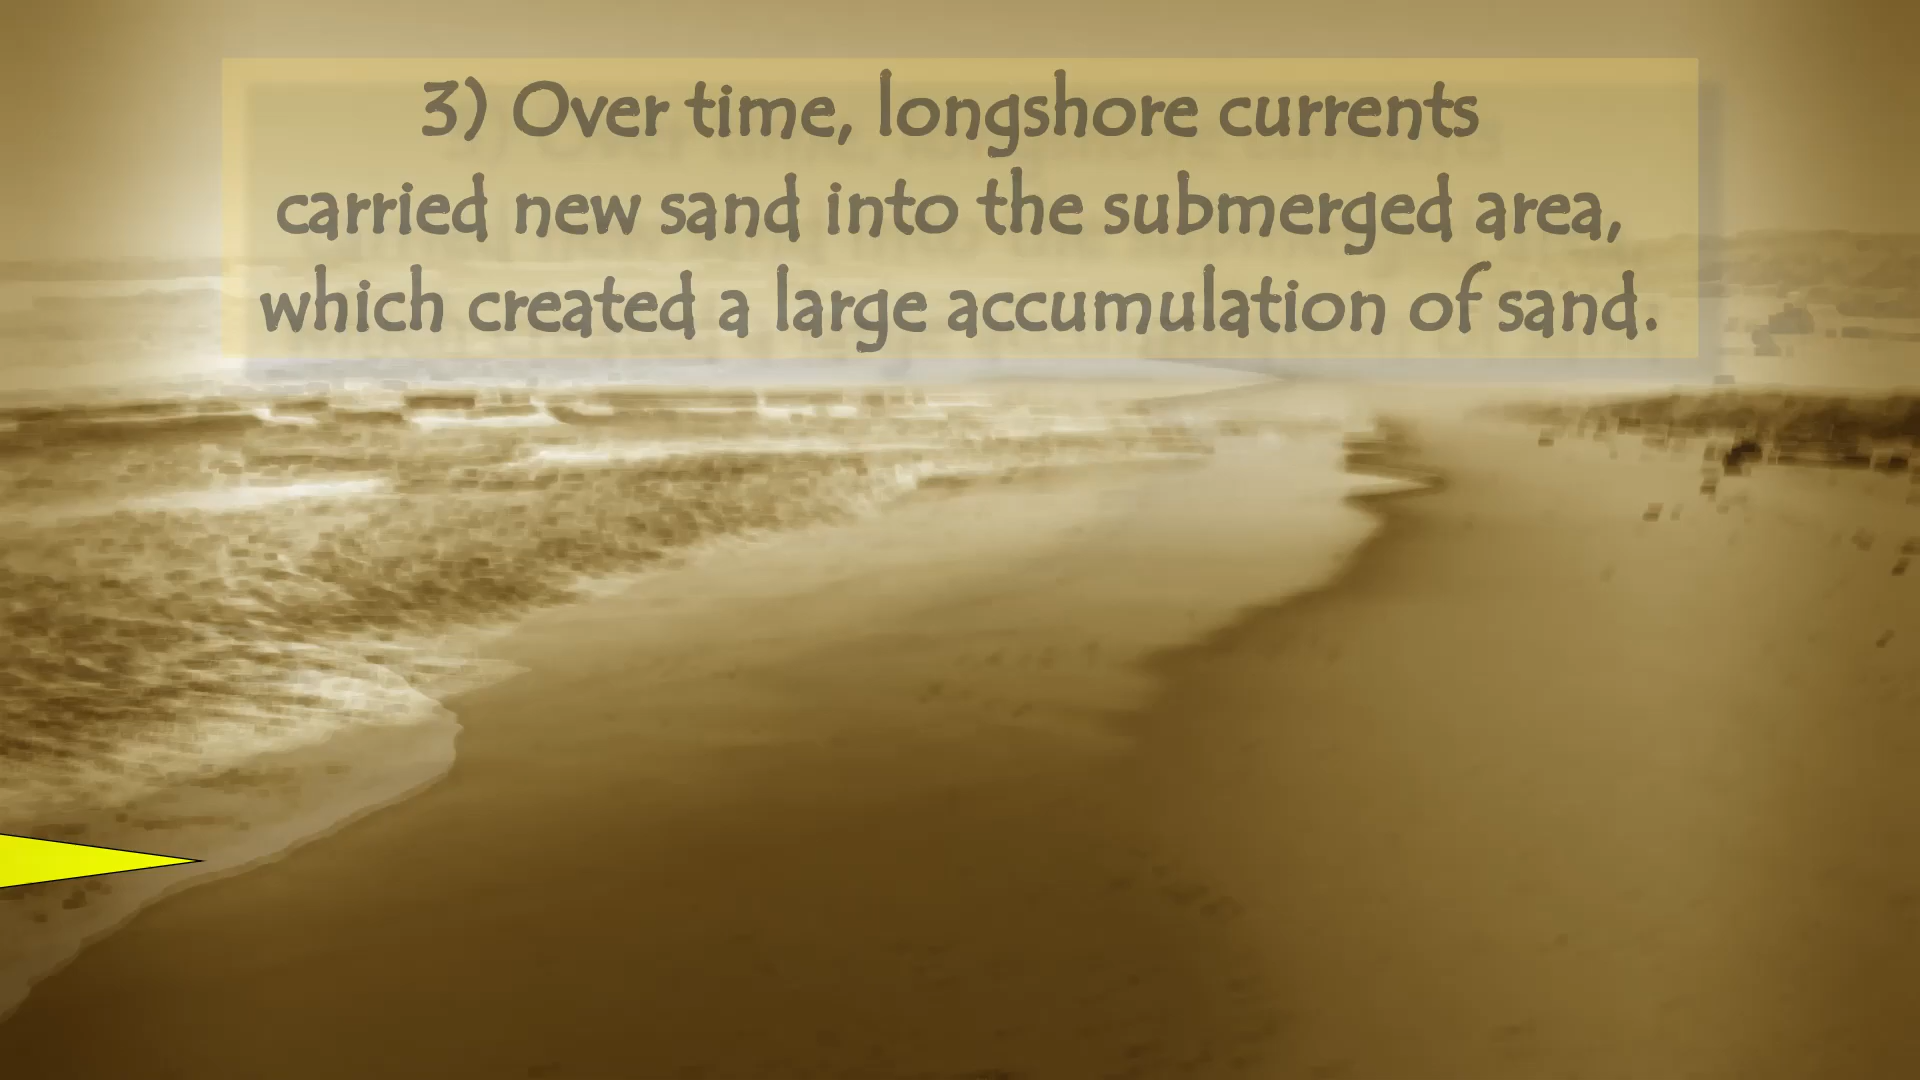 3) Over time, longshore currents
carried new sand into the submerged area,
which created a large accumulation of sand.